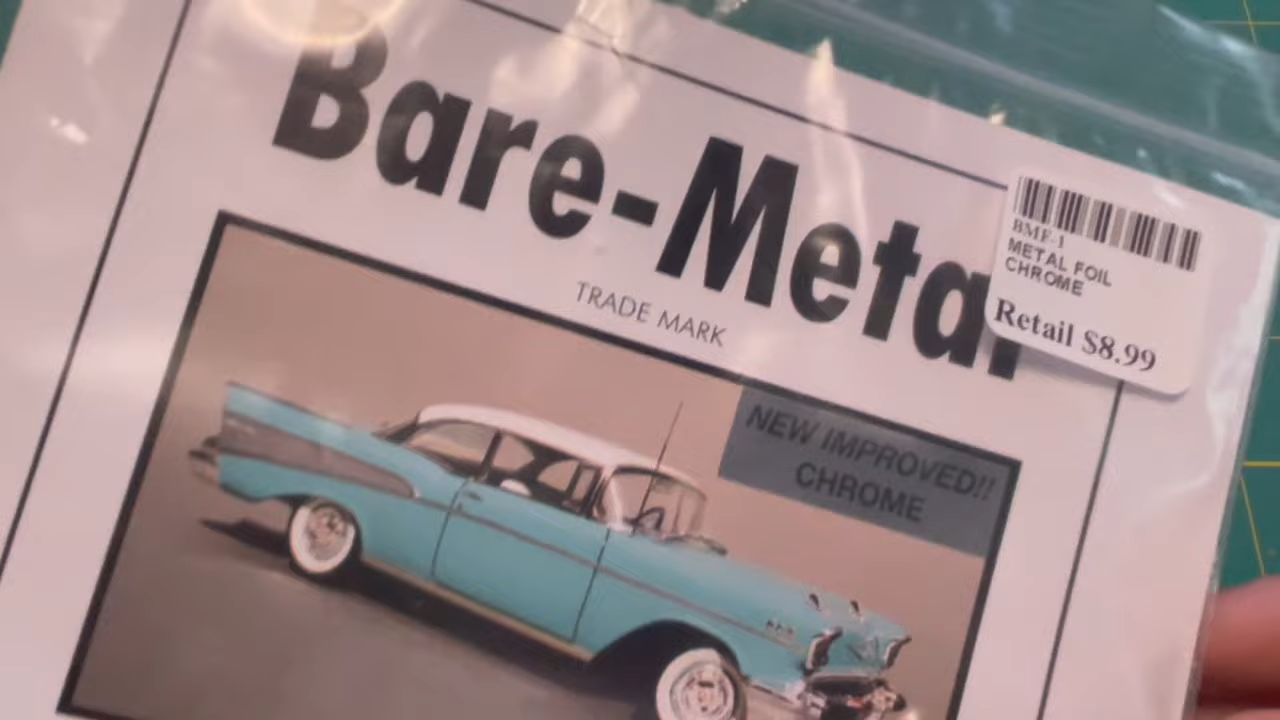 Bare-Metal
TRADE MARK
BMF-1
METAL FOIL
CHROME
Retail $8.99
NEW IMPROVED!!
CHROME